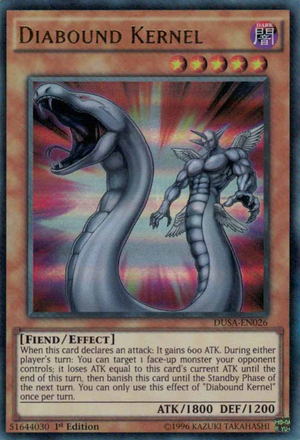 DIABOUND KERNEL
DARK
闇
DUSA-EN026
[FIEND/EFFECT]
When this card declares an attack: It gains 600 ATK. During either
player's turn: You can target 1 face-up monster your opponent
controls; it loses ATK equal to this card's current ATK until the
end of this turn, then banish this card until the Standby Phase of
the next turn. You can only use this effect of "Diabound Kernel"
once per turn.
ATK/1800 DEF/1200
51644030 1st Edition ©1996 KAZUKI TAKAHASHI